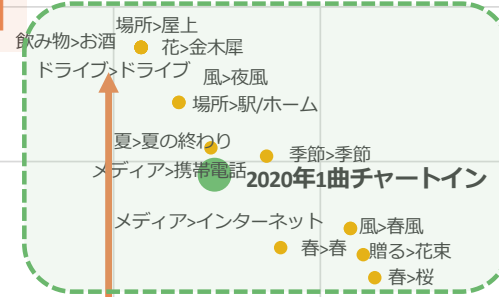 場所>屋上
飲み物>お酒
花>金木犀
ドライブ>ドライブ
風>夜風
場所>駅/ホーム
夏>夏の終わり
季節>季節
メディア>携帯電話
2020年1曲チャートイン
メディア>インターネット
風>春風
春>春
贈る>花束
春>桜